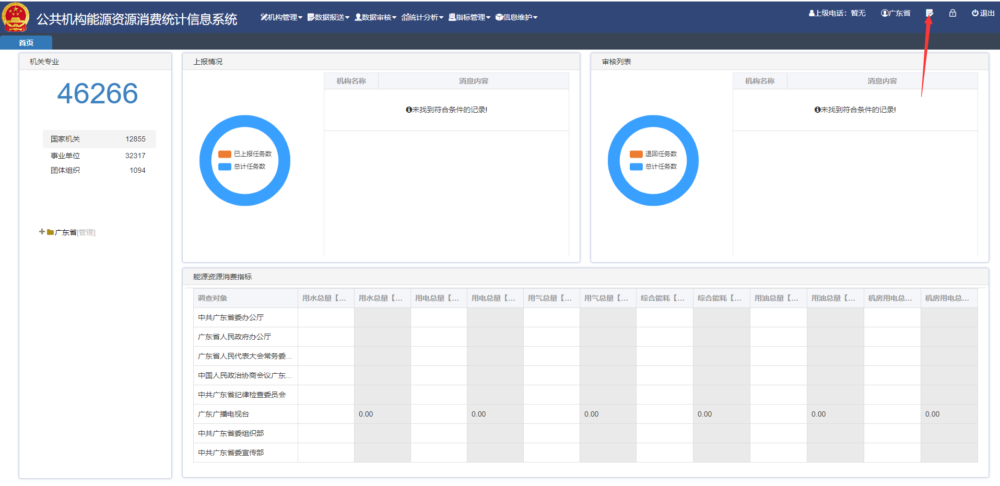 公共机构能源资源消费统计信息系统
机构管理 数据报送 数据审核 统计分析 指标管理 信息维护
上级电话：暂无 广东省 退出
首页
机关专业
46266
国家机关 12855
事业单位 32317
团体组织 1094
广东省[管理]
上报情况
机构名称 消息内容
未找到符合条件的记录!
已上报任务数
总计任务数
审核列表
机构名称 消息内容
未找到符合条件的记录!
退回任务数
总计任务数
能源资源消费指标
调查对象 用水总量【... 用水总量【... 用电总量【... 用电总量【... 用气总量【... 用气总量【... 综合能耗【... 综合能耗【... 用油总量【... 用油总量【... 机房用电总... 机房用电总...
中共广东省委办公厅
广东省人民政府办公厅
广东省人民代表大会常务委...
中国人民政治协商会议广东...
中共广东省纪律检查委员会
广东广播电视台 0.00 0.00 0.00 0.00 0.00 0.00
中共广东省委组织部
中共广东省委宣传部